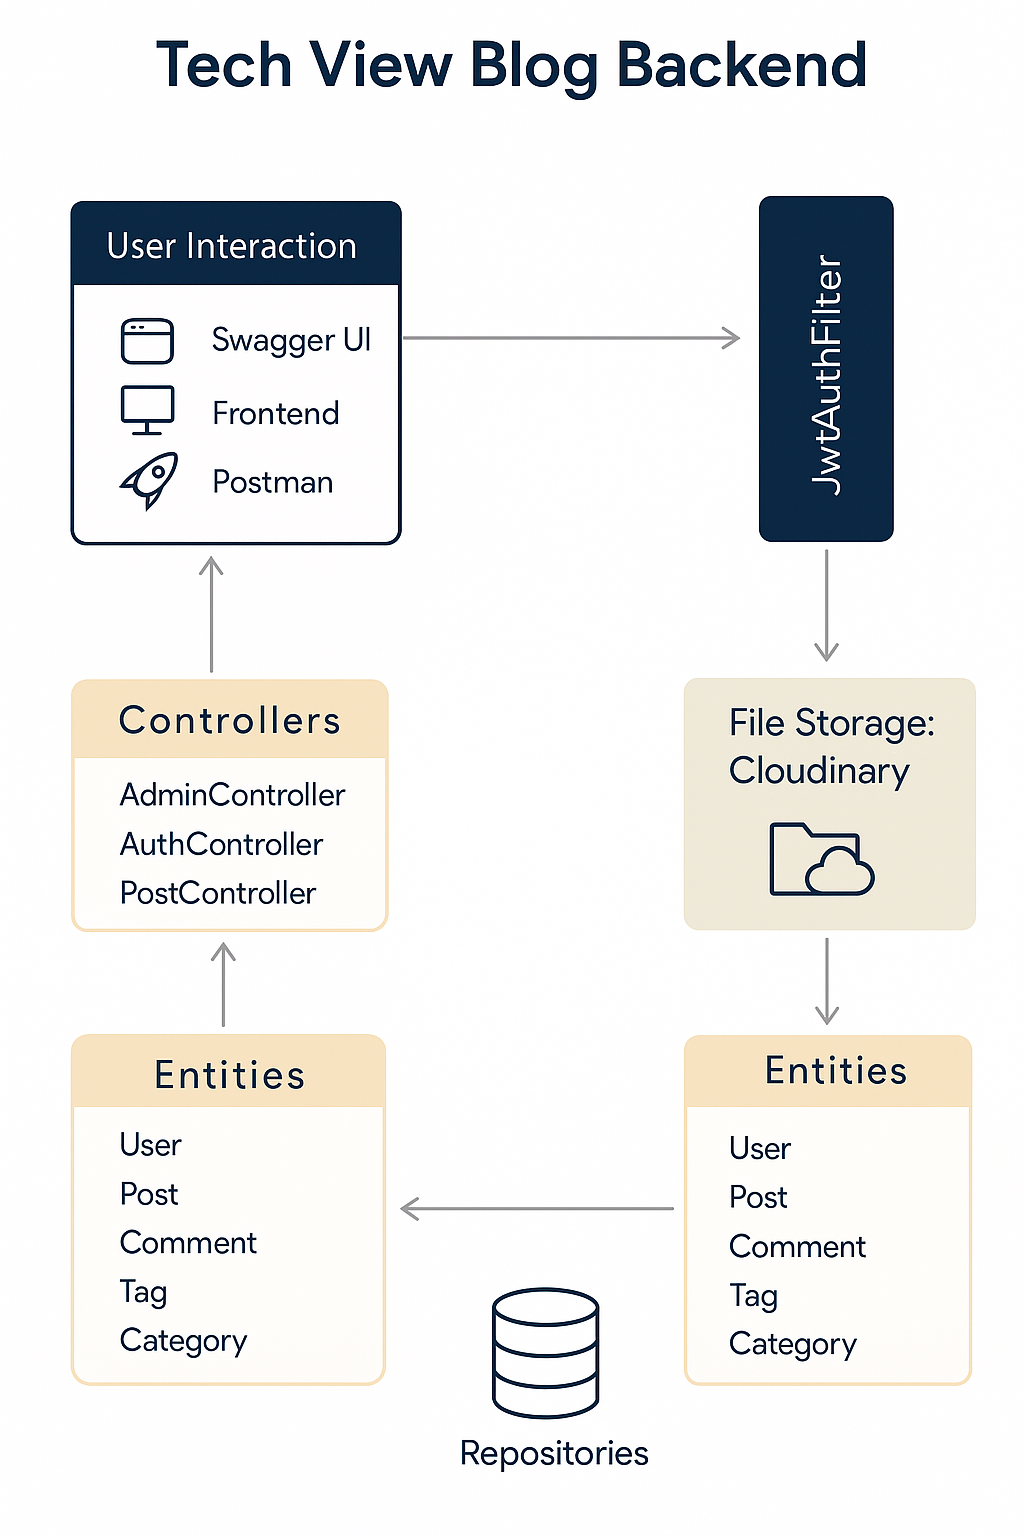 Tech View Blog Backend
User Interaction
Swagger UI
Frontend
Postman
JwtAuthFilter
Controllers
AdminController
AuthController
PostController
File Storage:
Cloudinary
Entities
User
Post
Comment
Tag
Category
Entities
User
Post
Comment
Tag
Category
Repositories